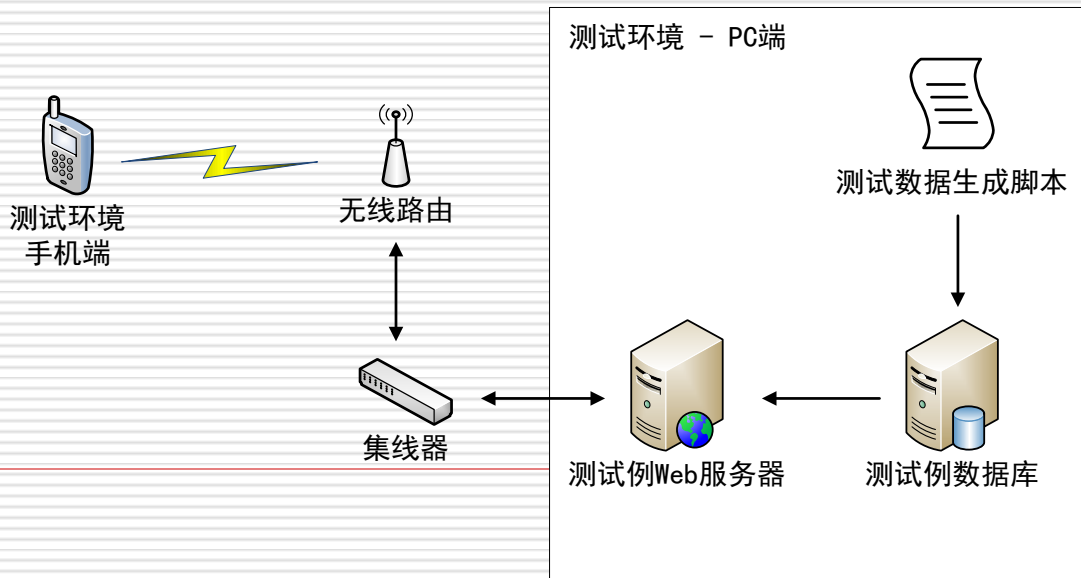 测试环境 - PC端
测试数据生成脚本
测试环境
手机端
无线路由
集线器
测试例Web服务器
测试例数据库